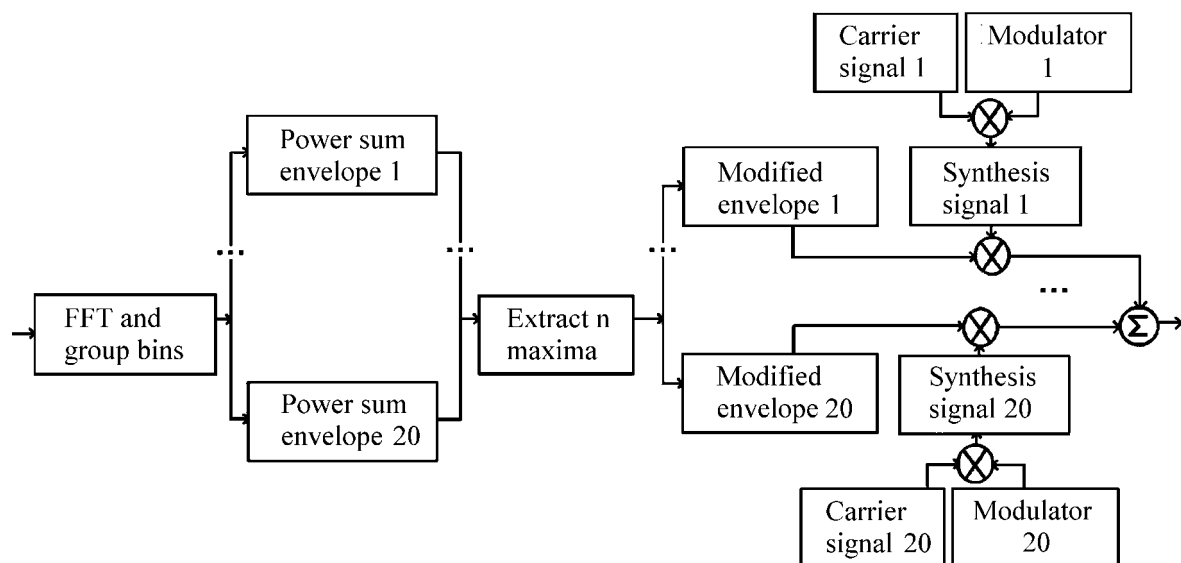 Carrier
signal 1
Modulator
1
Power sum
envelope 1
Modified
envelope 1
Synthesis
signal 1
...
...
...
...
FFT and
group bins
Extract n
maxima
Σ
Power sum
envelope 20
Modified
envelope 20
Synthesis
signal 20
Carrier
signal 20
Modulator
20